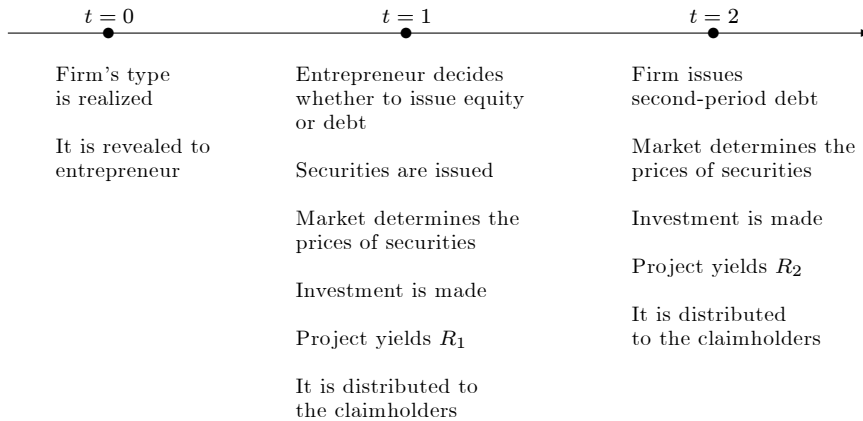 t = 0
t = 1
t = 2
Firm's type
is realized
It is revealed to
entrepreneur
Entrepreneur decides
whether to issue equity
or debt
Securities are issued
Market determines the
prices of securities
Investment is made
Project yields R1
It is distributed to
the claimholders
Firm issues
second-period debt
Market determines the
prices of securities
Investment is made
Project yields R2
It is distributed
to the claimholders